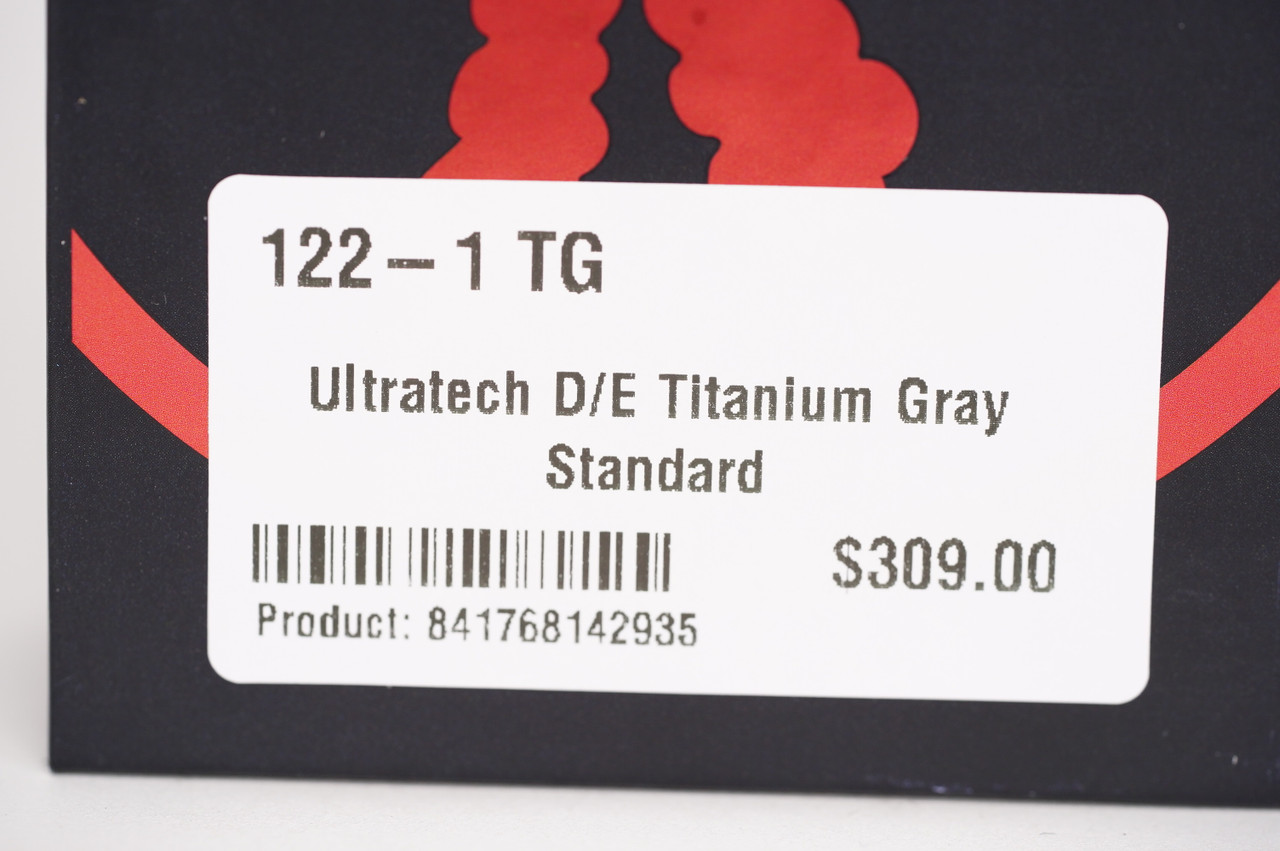 122-1 TG
Ultratech D/E Titanium Gray
Standard
$309.00
Product: 841768142935